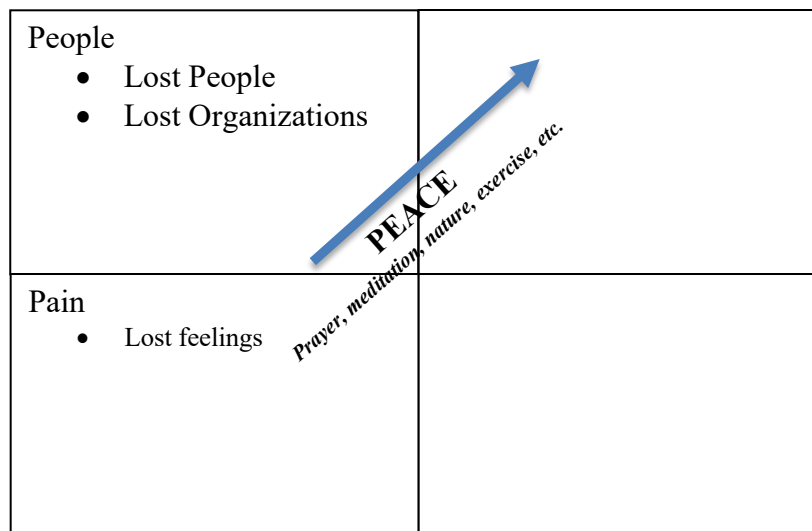 People
• Lost People
• Lost Organizations
PEACE
Prayer, meditation, nature, exercise, etc.
Pain
• Lost feelings